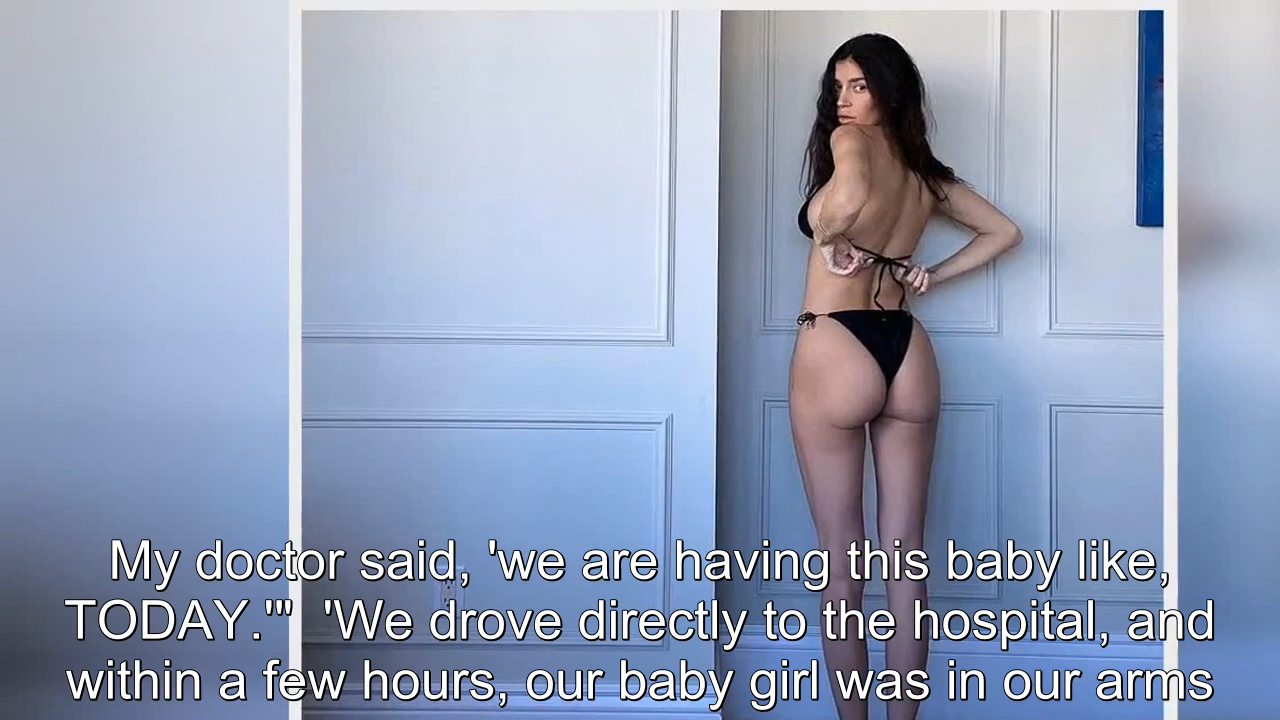 My doctor said, 'we are having this baby like,
TODAY.'"  'We drove directly to the hospital, and
within a few hours, our baby girl was in our arms